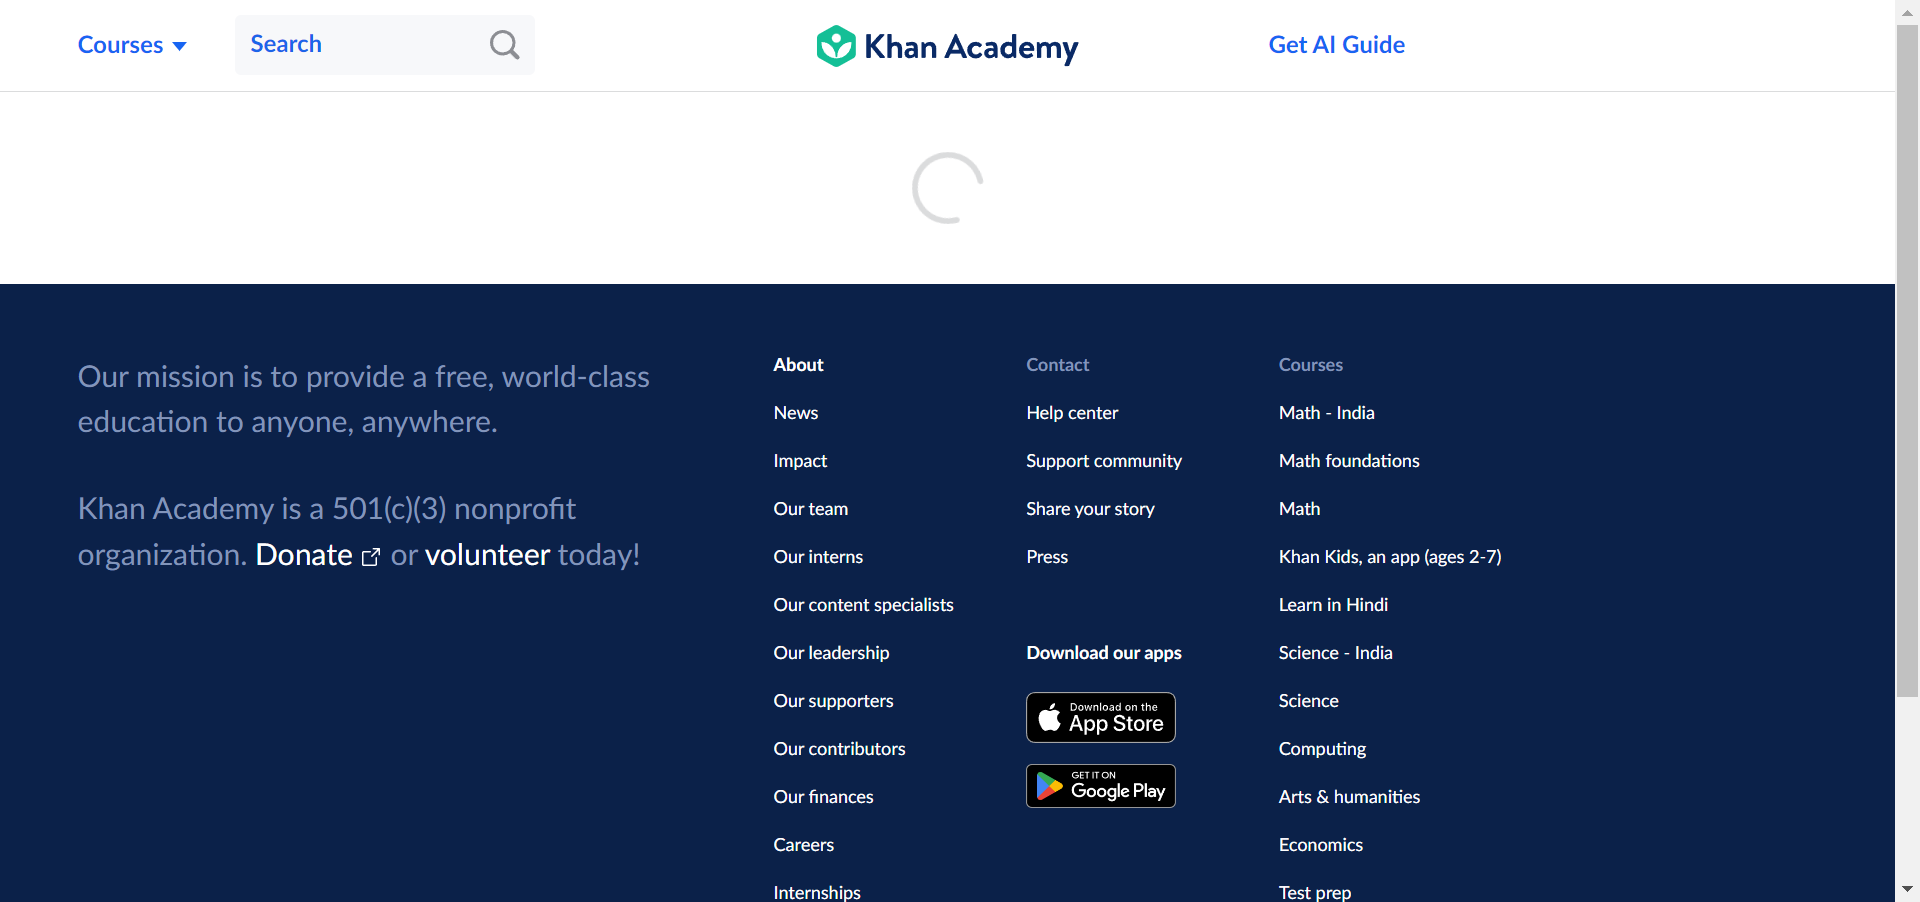 Courses
Search
Khan Academy
Get AI Guide
Our mission is to provide a free, world-class
education to anyone, anywhere.
Khan Academy is a 501(c)(3) nonprofit
organization. Donate or volunteer today!
About
News
Impact
Our team
Our interns
Our content specialists
Our leadership
Our supporters
Our contributors
Our finances
Careers
Internships
Contact
Help center
Support community
Share your story
Press
Download our apps
Download on the
App Store
GET IT ON
Google Play
Courses
Math - India
Math foundations
Math
Khan Kids, an app (ages 2-7)
Learn in Hindi
Science - India
Science
Computing
Arts & humanities
Economics
Test prep